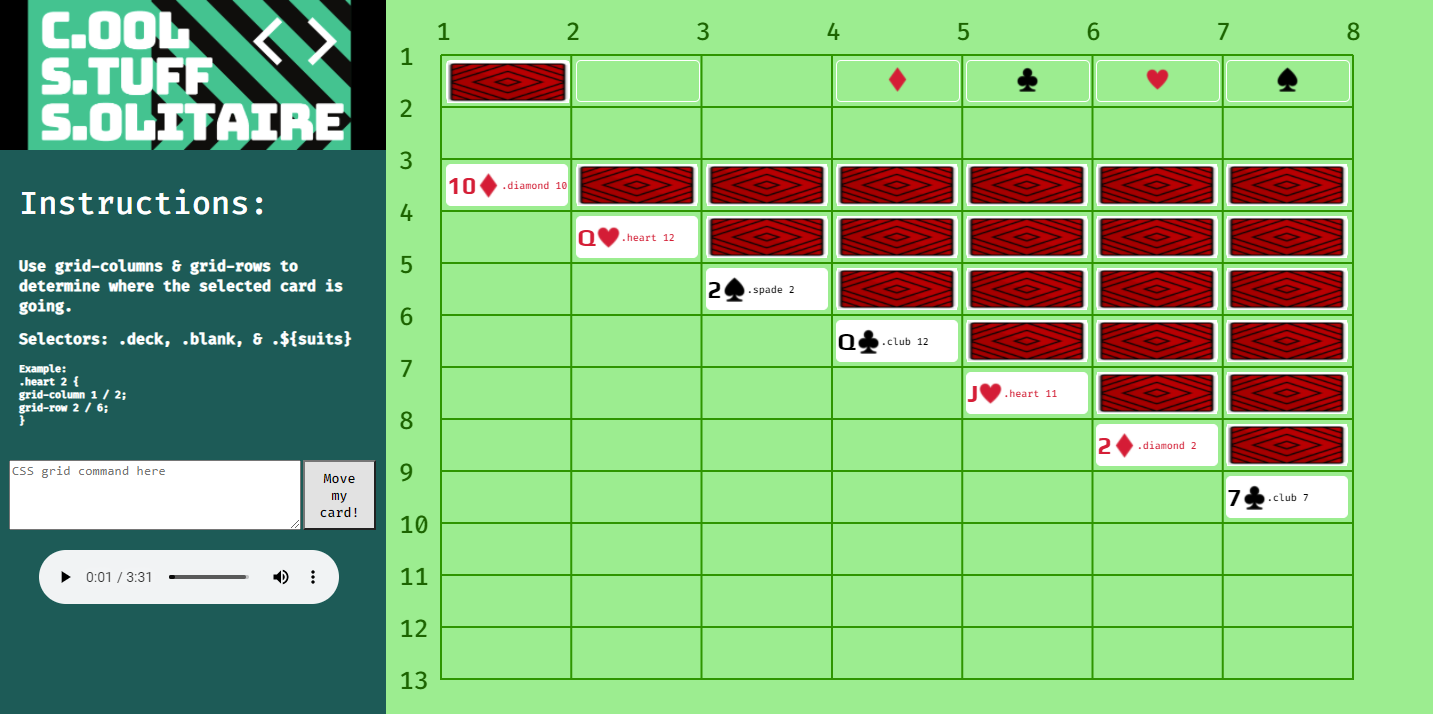 C.OOL
S.TUFF
S.OLITAIRE
Instructions:
Use grid-columns & grid-rows to
determine where the selected card is
going.
Selectors: .deck, .blank, & .${suits}
Example:
.heart 2 {
grid-column 1 / 2;
grid-row 2 / 6;
}
CSS grid command here
Move
my
card!
0:01 / 3:31
1 2 3 4 5 6 7 8
1
2
3
10 .diamond 10
4
Q .heart 12
5
2 .spade 2
6
Q .club 12
7
J .heart 11
8
2 .diamond 2
9
7 .club 7
10
11
12
13